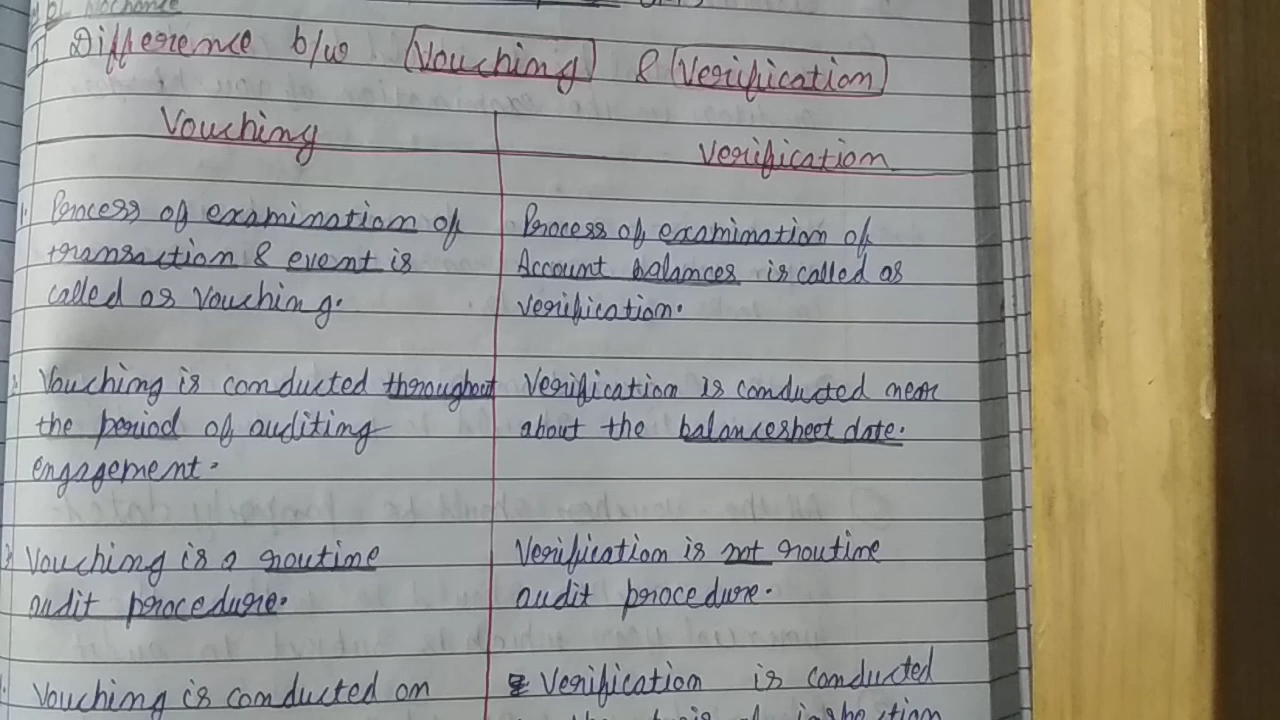 Difference b/w Vouching & Verification
Vouching
1. Process of examination of
transaction & event is
called as Vouching.
2. Vouching is conducted throughout
the period of auditing
engagement.
3. Vouching is a routine
audit procedure.
Vouching is conducted on
Verification
Process of examination of
Account balances is called as
verification.
Verification is conducted near
about the balancesheet date.
Verification is not routine
audit procedure.
Verification is conducted
of inspection